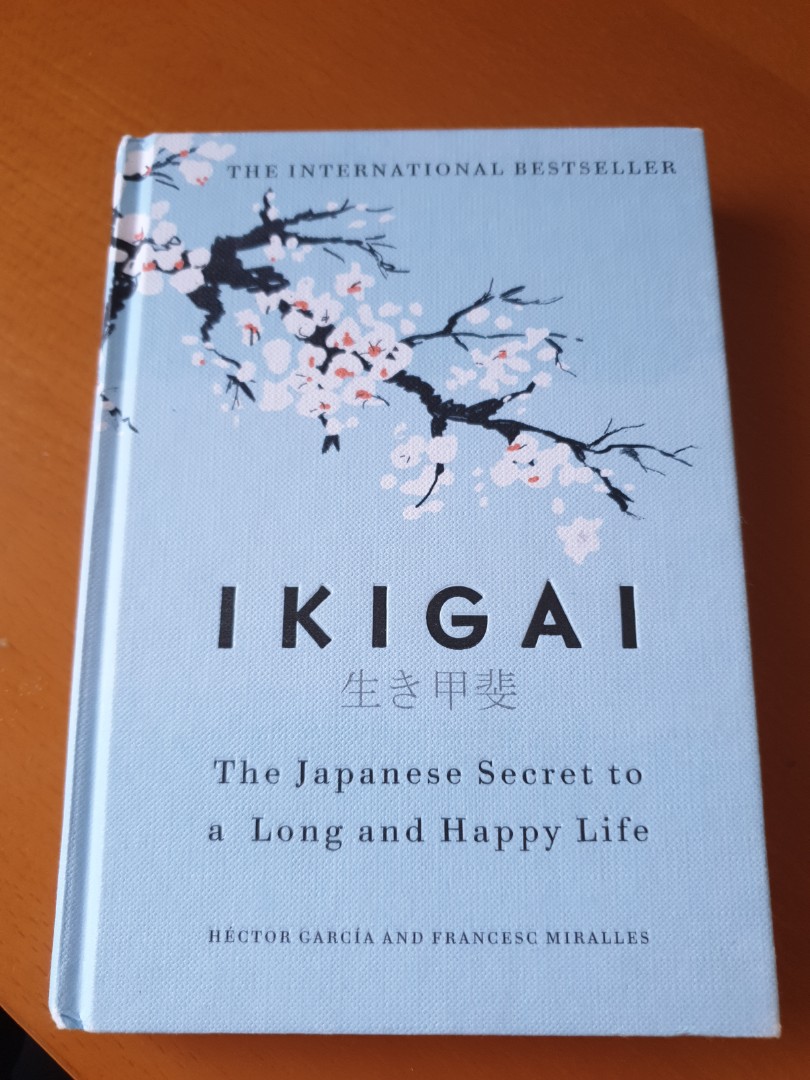 THE INTERNATIONAL BESTSELLER
IKIGAI
生き甲斐
The Japanese Secret to
a Long and Happy Life
HÉCTOR GARCÍA AND FRANCESC MIRALLES